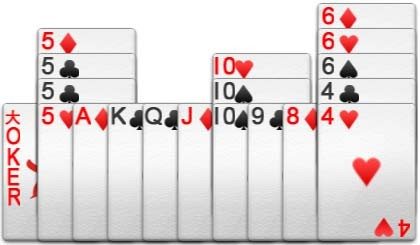 6♦
5♦ 6♥
5♣ 10♥ 6♠
5♣ 10♠ 4♣
JOKER 5♥ A♦ K♣ Q♣ J♦ 10♠ 9♣ 8♦ 4♥
4♥